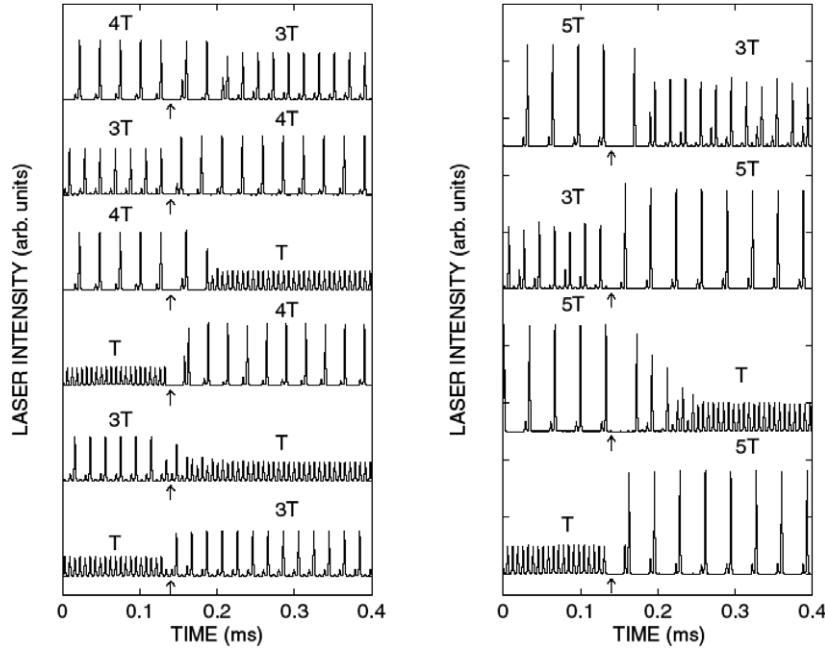 4T
3T
3T
4T
4T
T
4T
T
3T
T
3T
T
0
0.1
0.2
0.3
0.4
TIME (ms)
LASER INTENSITY (arb. units)
5T
3T
5T
3T
5T
T
5T
T
0
0.1
0.2
0.3
0.4
TIME (ms)
LASER INTENSITY (arb. units)